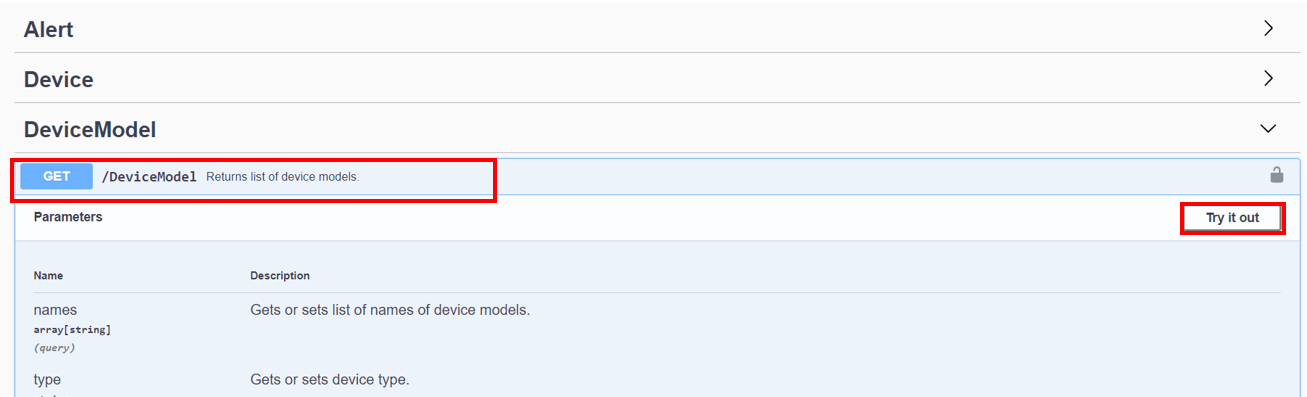 Alert
Device
DeviceModel
GET /DeviceModel Returns list of device models.
Parameters Try it out
Name Description
names Gets or sets list of names of device models.
array[string]
(query)
type Gets or sets device type.